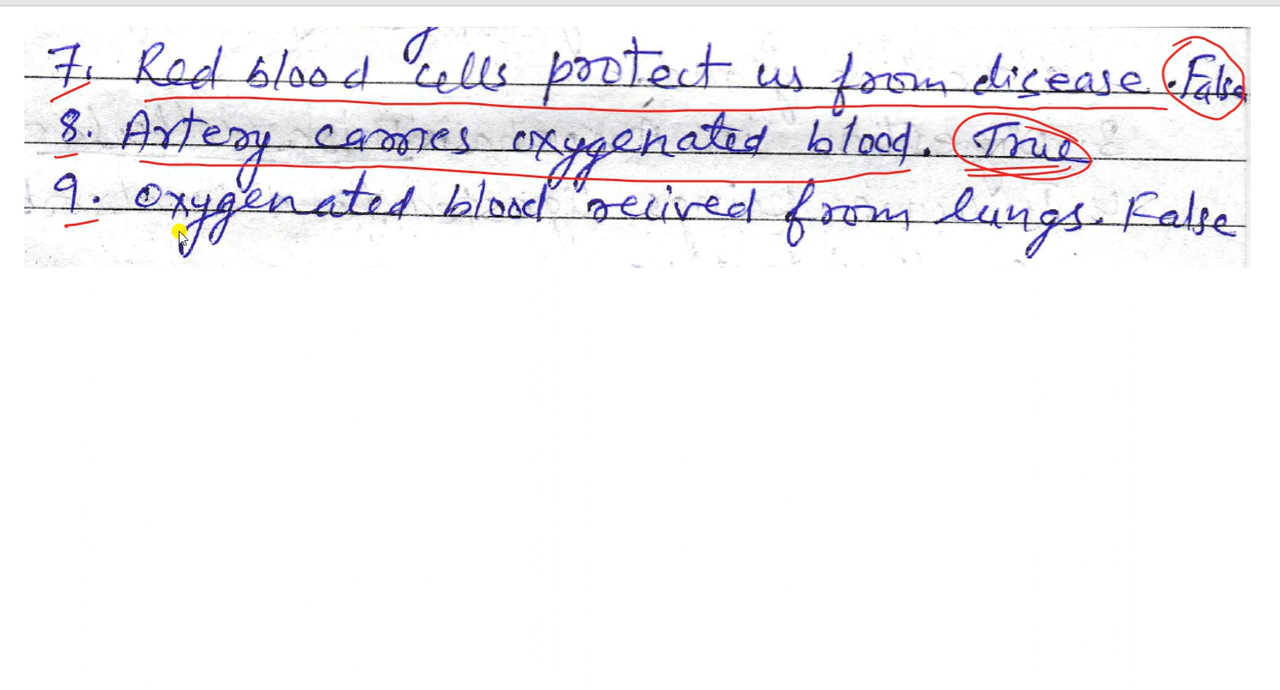 7. Red blood cells protect us from disease. False
8. Artery carries oxygenated blood. True
9. Oxygenated blood recived from lungs. False